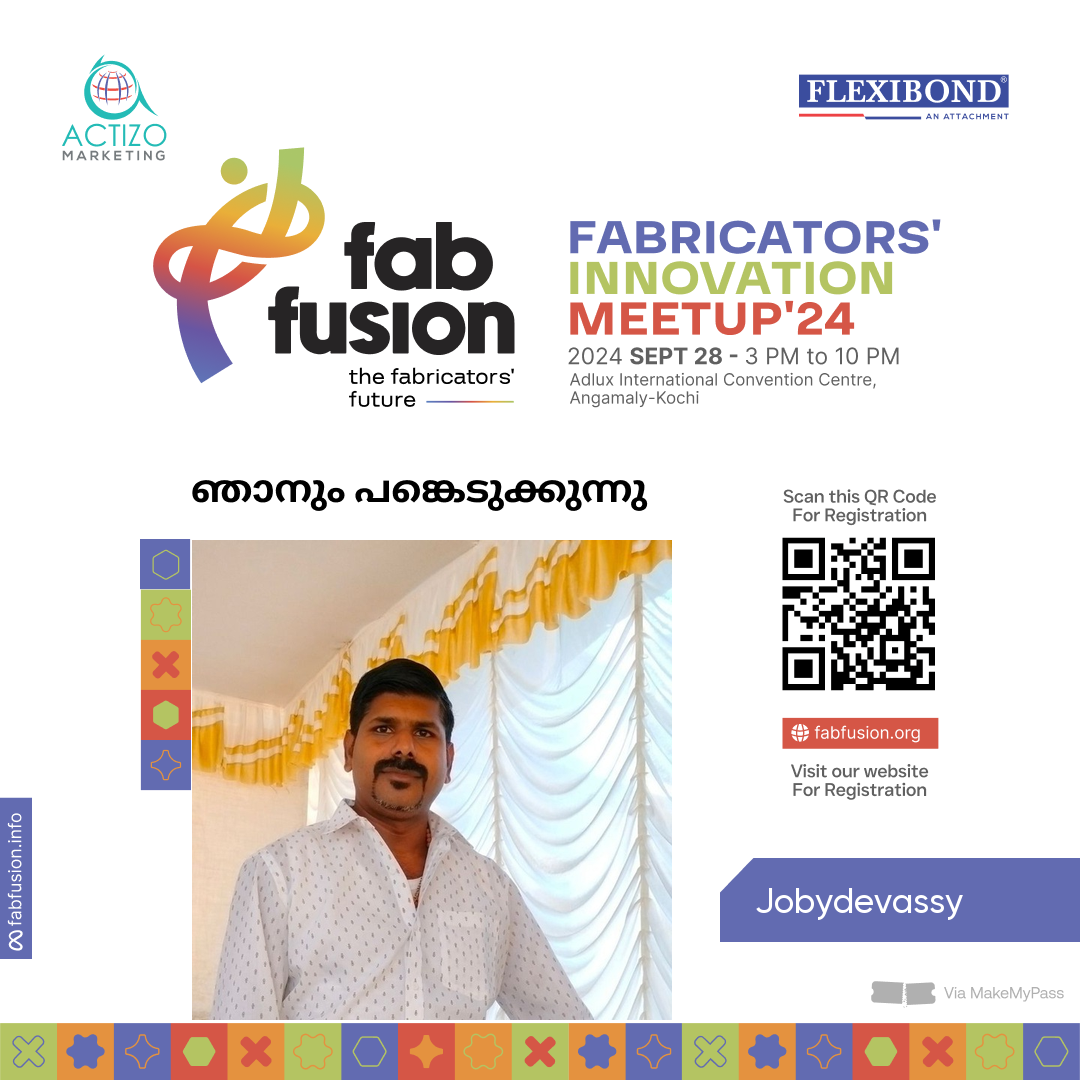 ACTIZO
MARKETING
FLEXIBOND®
AN ATTACHMENT
fab
fusion
the fabricators'
future
FABRICATORS'
INNOVATION
MEETUP'24
2024 SEPT 28 - 3 PM to 10 PM
Adlux International Convention Centre,
Angamaly-Kochi
ഞാനും പങ്കെടുക്കുന്നു
Scan this QR Code
For Registration
fabfusion.org
Visit our website
For Registration
fabfusion.info
Jobydevassy
Via MakeMyPass